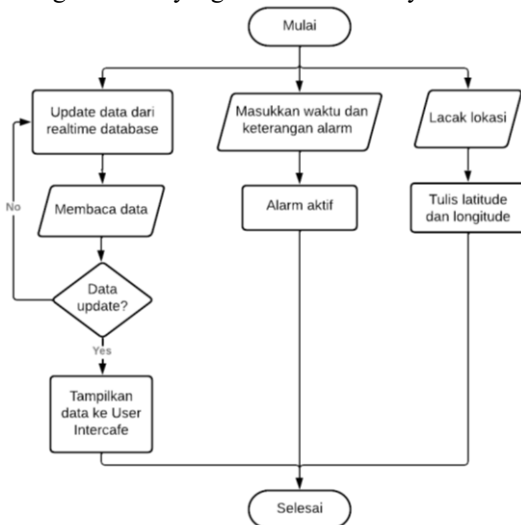 Mulai
Update data dari
realtime database
Masukkan waktu dan
keterangan alarm
Lacak lokasi
No
Membaca data
Alarm aktif
Tulis latitude
dan longitude
Data
update?
Yes
Tampilkan
data ke User
Intercafe
Selesai